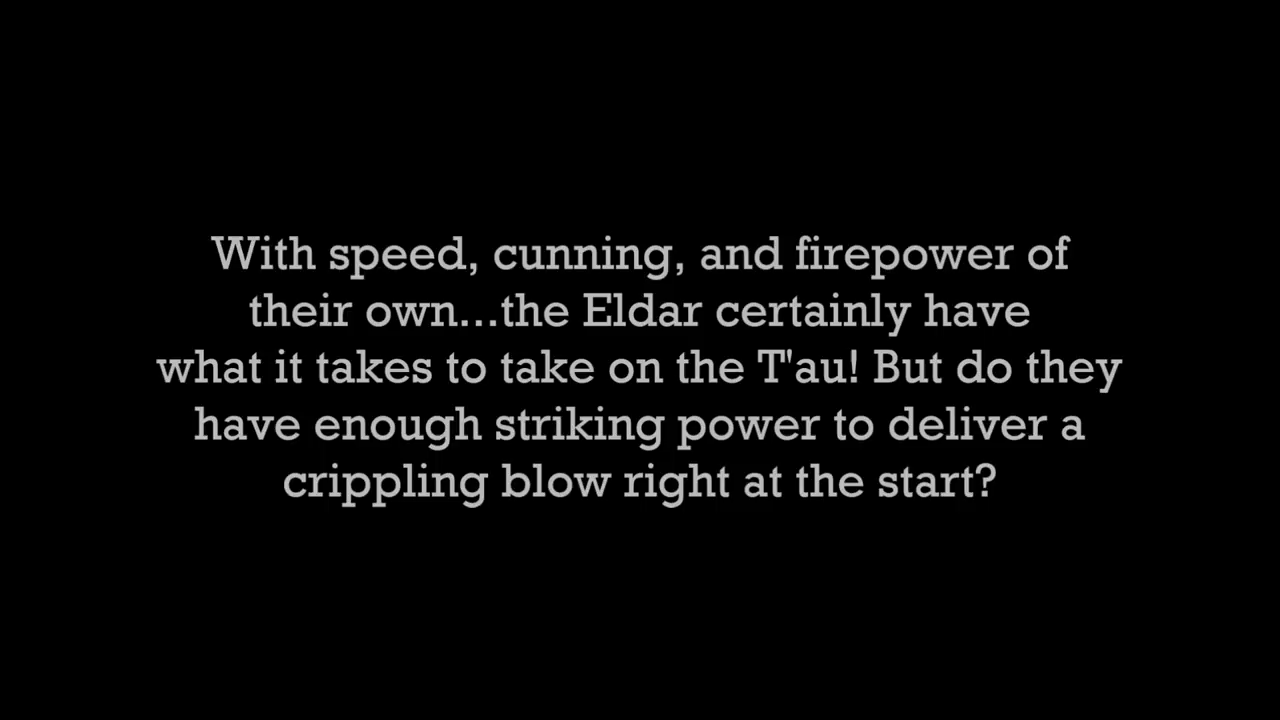 With speed, cunning, and firepower of
their own...the Eldar certainly have
what it takes to take on the T'au! But do they
have enough striking power to deliver a
crippling blow right at the start?